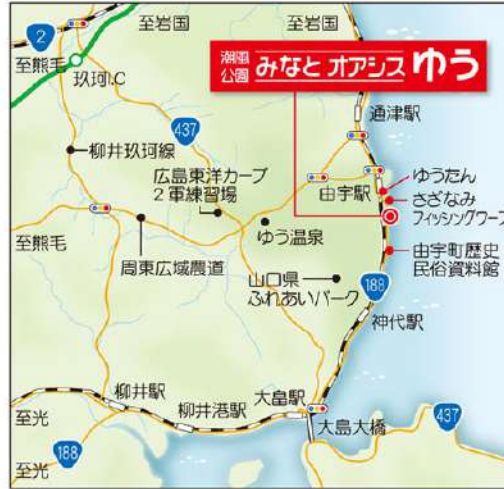 2
至岩国
至岩国
至熊毛
玖珂I.C
潮風
公園
みなとオアシス ゆう
437
通津駅
柳井玖珂線
広島東洋カープ
2軍練習場
由宇駅
ゆうたん
さざなみ
フィッシングワーフ
ゆう温泉
至熊毛
周東広域農道
由宇町歴史
民俗資料館
山口県
ふれあいパーク
188
神代駅
柳井駅
大畠駅
柳井港駅
至光
大島大橋
437
188
至光